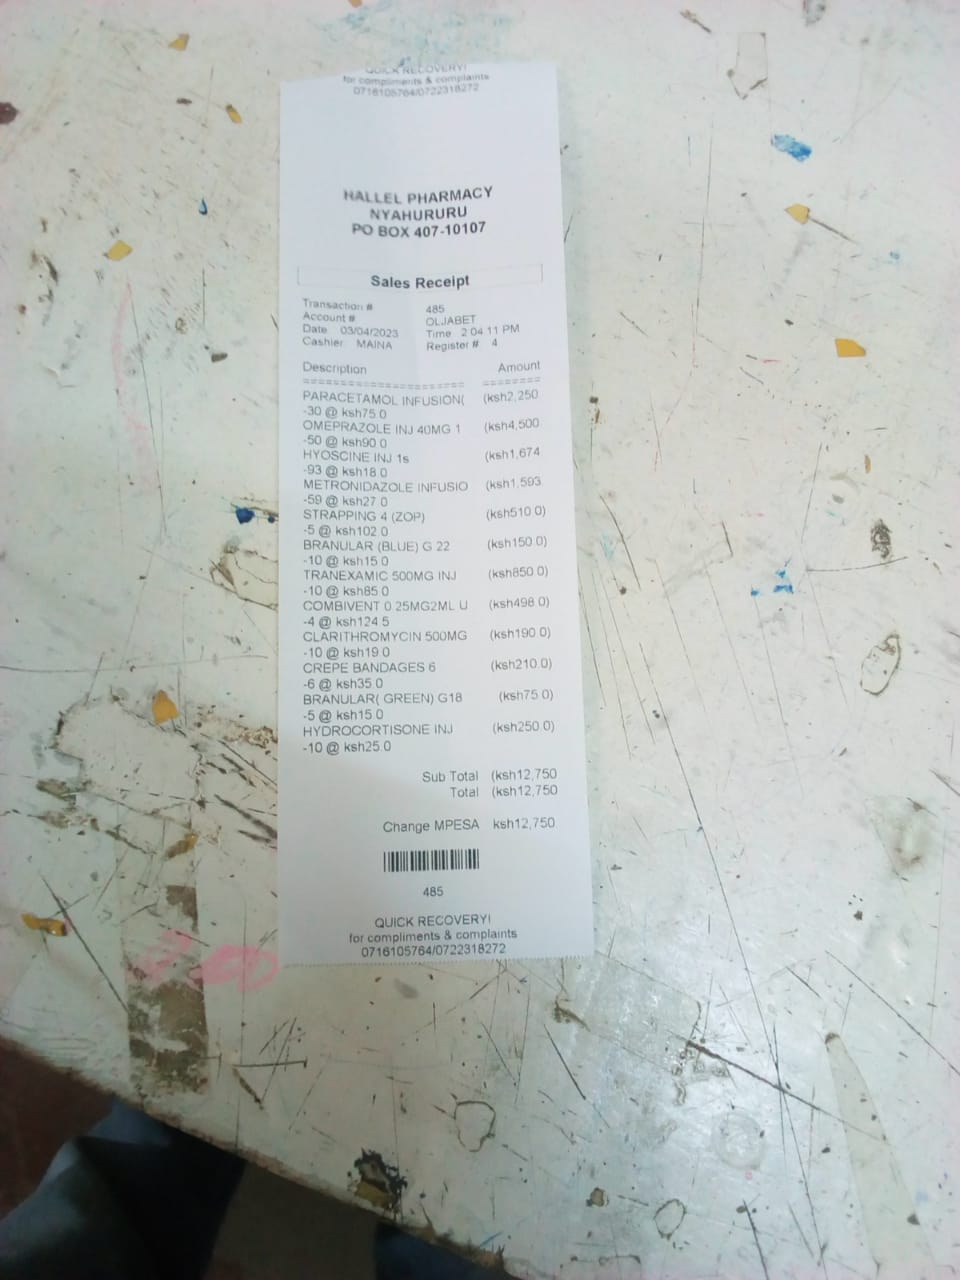 QUICK RECOVERY!
for compliments & complaints
0716105764/0722318272
HALLEL PHARMACY
NYAHURURU
PO BOX 407-10107
Sales Receipt
Transaction # 485
Account # OLJABET
Date 03/04/2023 Time 2 04 11 PM
Cashier MAINA Register # 4
Description Amount
======================= ========
PARACETAMOL INFUSION( (ksh2,250
-30 @ ksh75 0
OMEPRAZOLE INJ 40MG 1 (ksh4,500
-50 @ ksh90 0
HYOSCINE INJ 1s (ksh1,674
-93 @ ksh18 0
METRONIDAZOLE INFUSIO (ksh1,593
-59 @ ksh27 0
STRAPPING 4 (ZOP) (ksh510 0)
-5 @ ksh102 0
BRANULAR (BLUE) G 22 (ksh150 0)
-10 @ ksh15 0
TRANEXAMIC 500MG INJ (ksh850 0)
-10 @ ksh85 0
COMBIVENT 0 25MG2ML U (ksh498 0)
-4 @ ksh124 5
CLARITHROMYCIN 500MG (ksh190 0)
-10 @ ksh19 0
CREPE BANDAGES 6 (ksh210.0)
-6 @ ksh35 0
BRANULAR( GREEN) G18 (ksh75 0)
-5 @ ksh15 0
HYDROCORTISONE INJ (ksh250.0)
-10 @ ksh25.0
Sub Total (ksh12,750
Total (ksh12,750
Change MPESA ksh12,750
485
QUICK RECOVERY!
for compliments & complaints
0716105764/0722318272